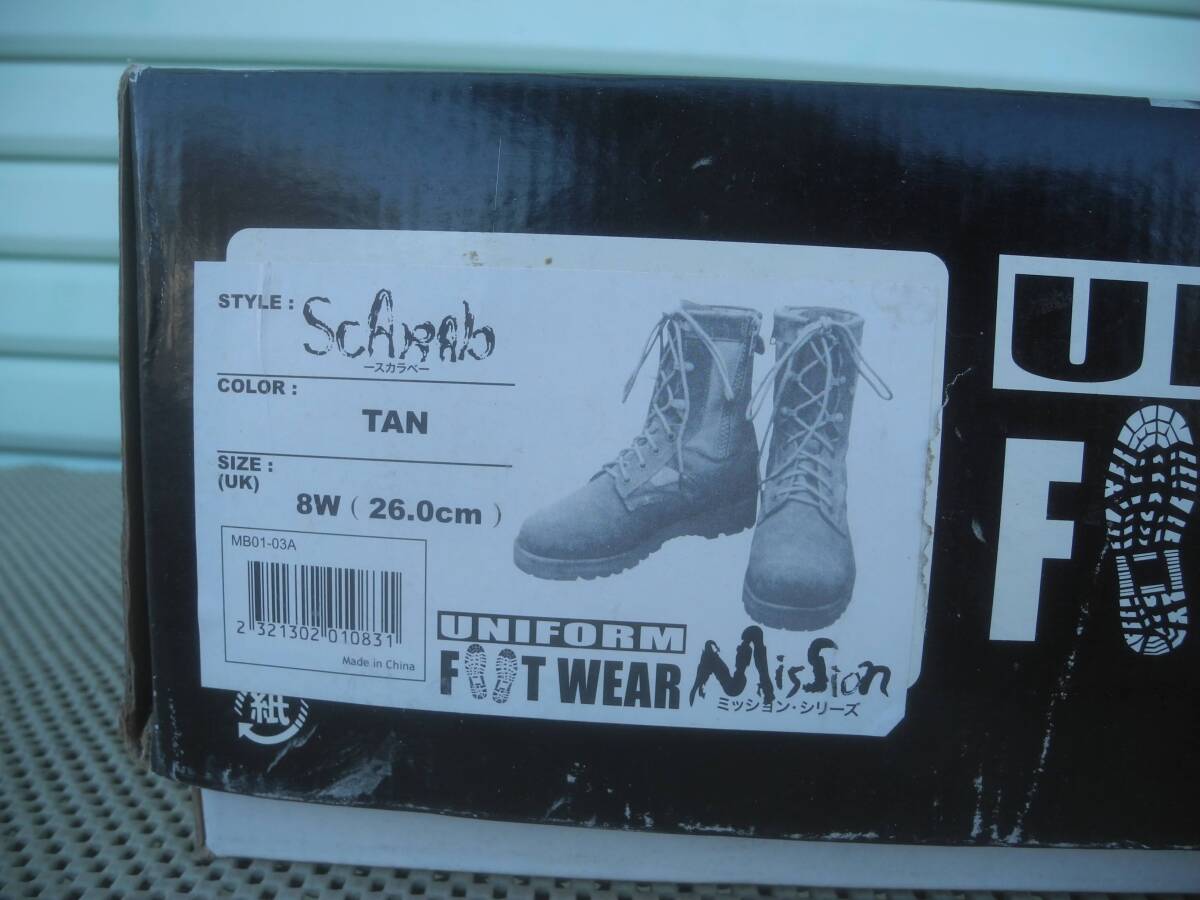 STYLE : ScARAb
ースカラベー
COLOR :
TAN
SIZE :
(UK)
8W ( 26.0cm )
MB01-03A
2 321302 010831
Made in China
UNIFORM
FOOT WEAR
MisSion
ミッション・シリーズ
紙
U
F